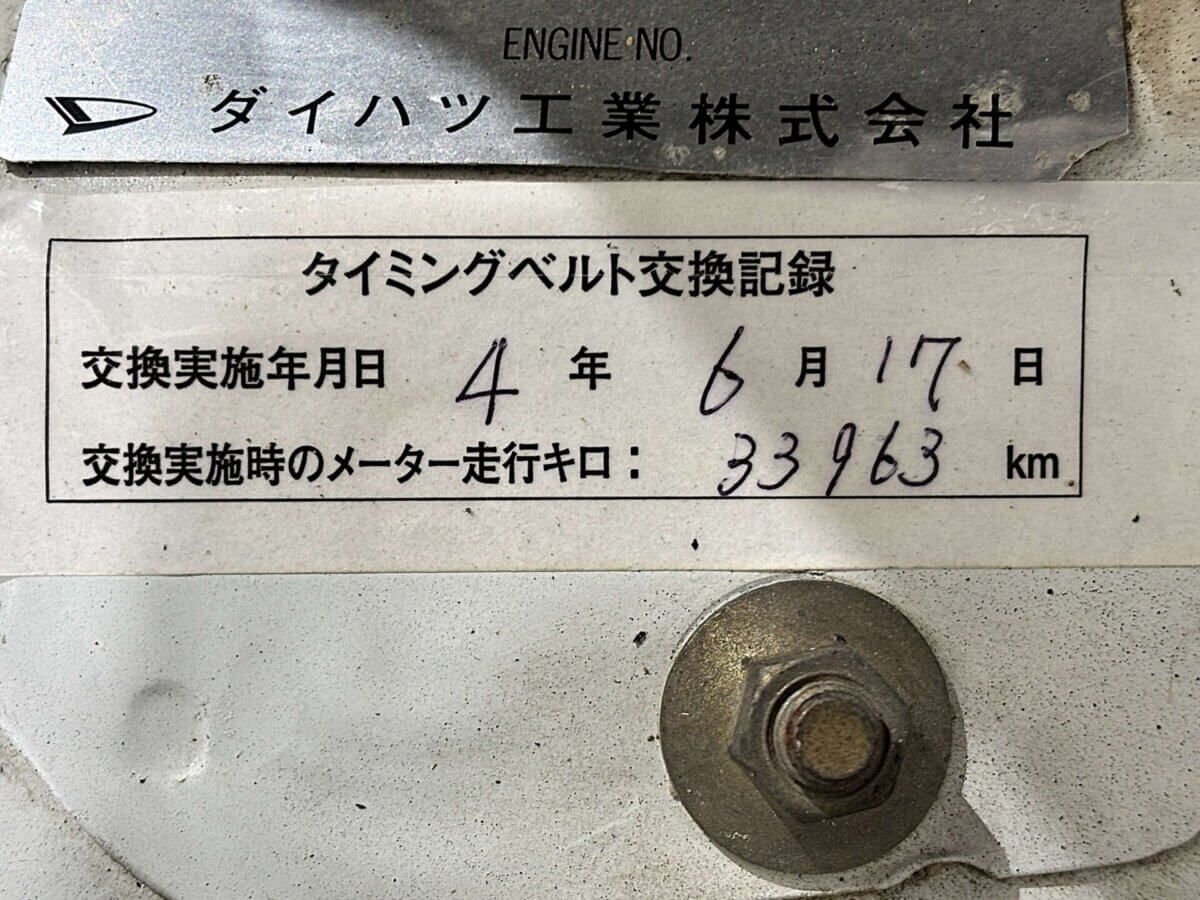 ENGINE NO.
ダイハツ工業株式会社
タイミングベルト交換記録
交換実施年月日 4 年 6 月 17 日
交換実施時のメーター走行キロ： 33963 km